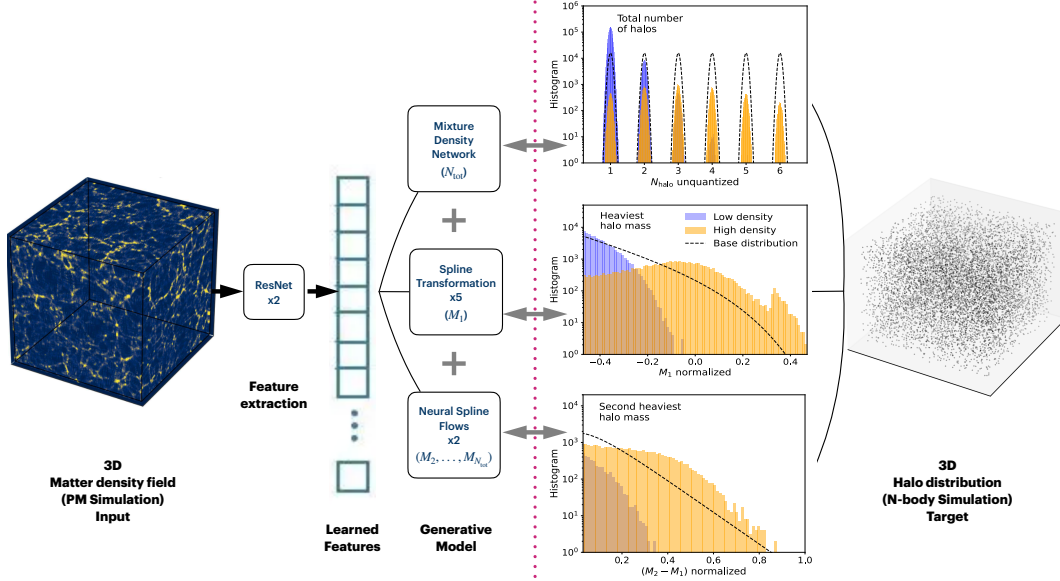 3D
Matter density field
(PM Simulation)
Input
ResNet
x2
Feature
extraction
Learned
Features
Mixture
Density
Network
(N_tot)
+
Spline
Transformation
x5
(M_1)
+
Neural Spline
Flows
x2
(M_2, . . . , M_{N_tot})
Generative
Model
Total number
of halos
Histogram
10^6
10^5
10^4
10^3
10^2
10^1
10^0
1 2 3 4 5 6
N_halo unquantized
Heaviest
halo mass
Low density
High density
Base distribution
Histogram
10^4
10^3
10^2
10^1
10^0
−0.4 −0.2 0.0 0.2 0.4
M_1 normalized
Second heaviest
halo mass
Histogram
10^4
10^3
10^2
10^1
10^0
0.2 0.4 0.6 0.8 1.0
(M_2 − M_1) normalized
3D
Halo distribution
(N-body Simulation)
Target